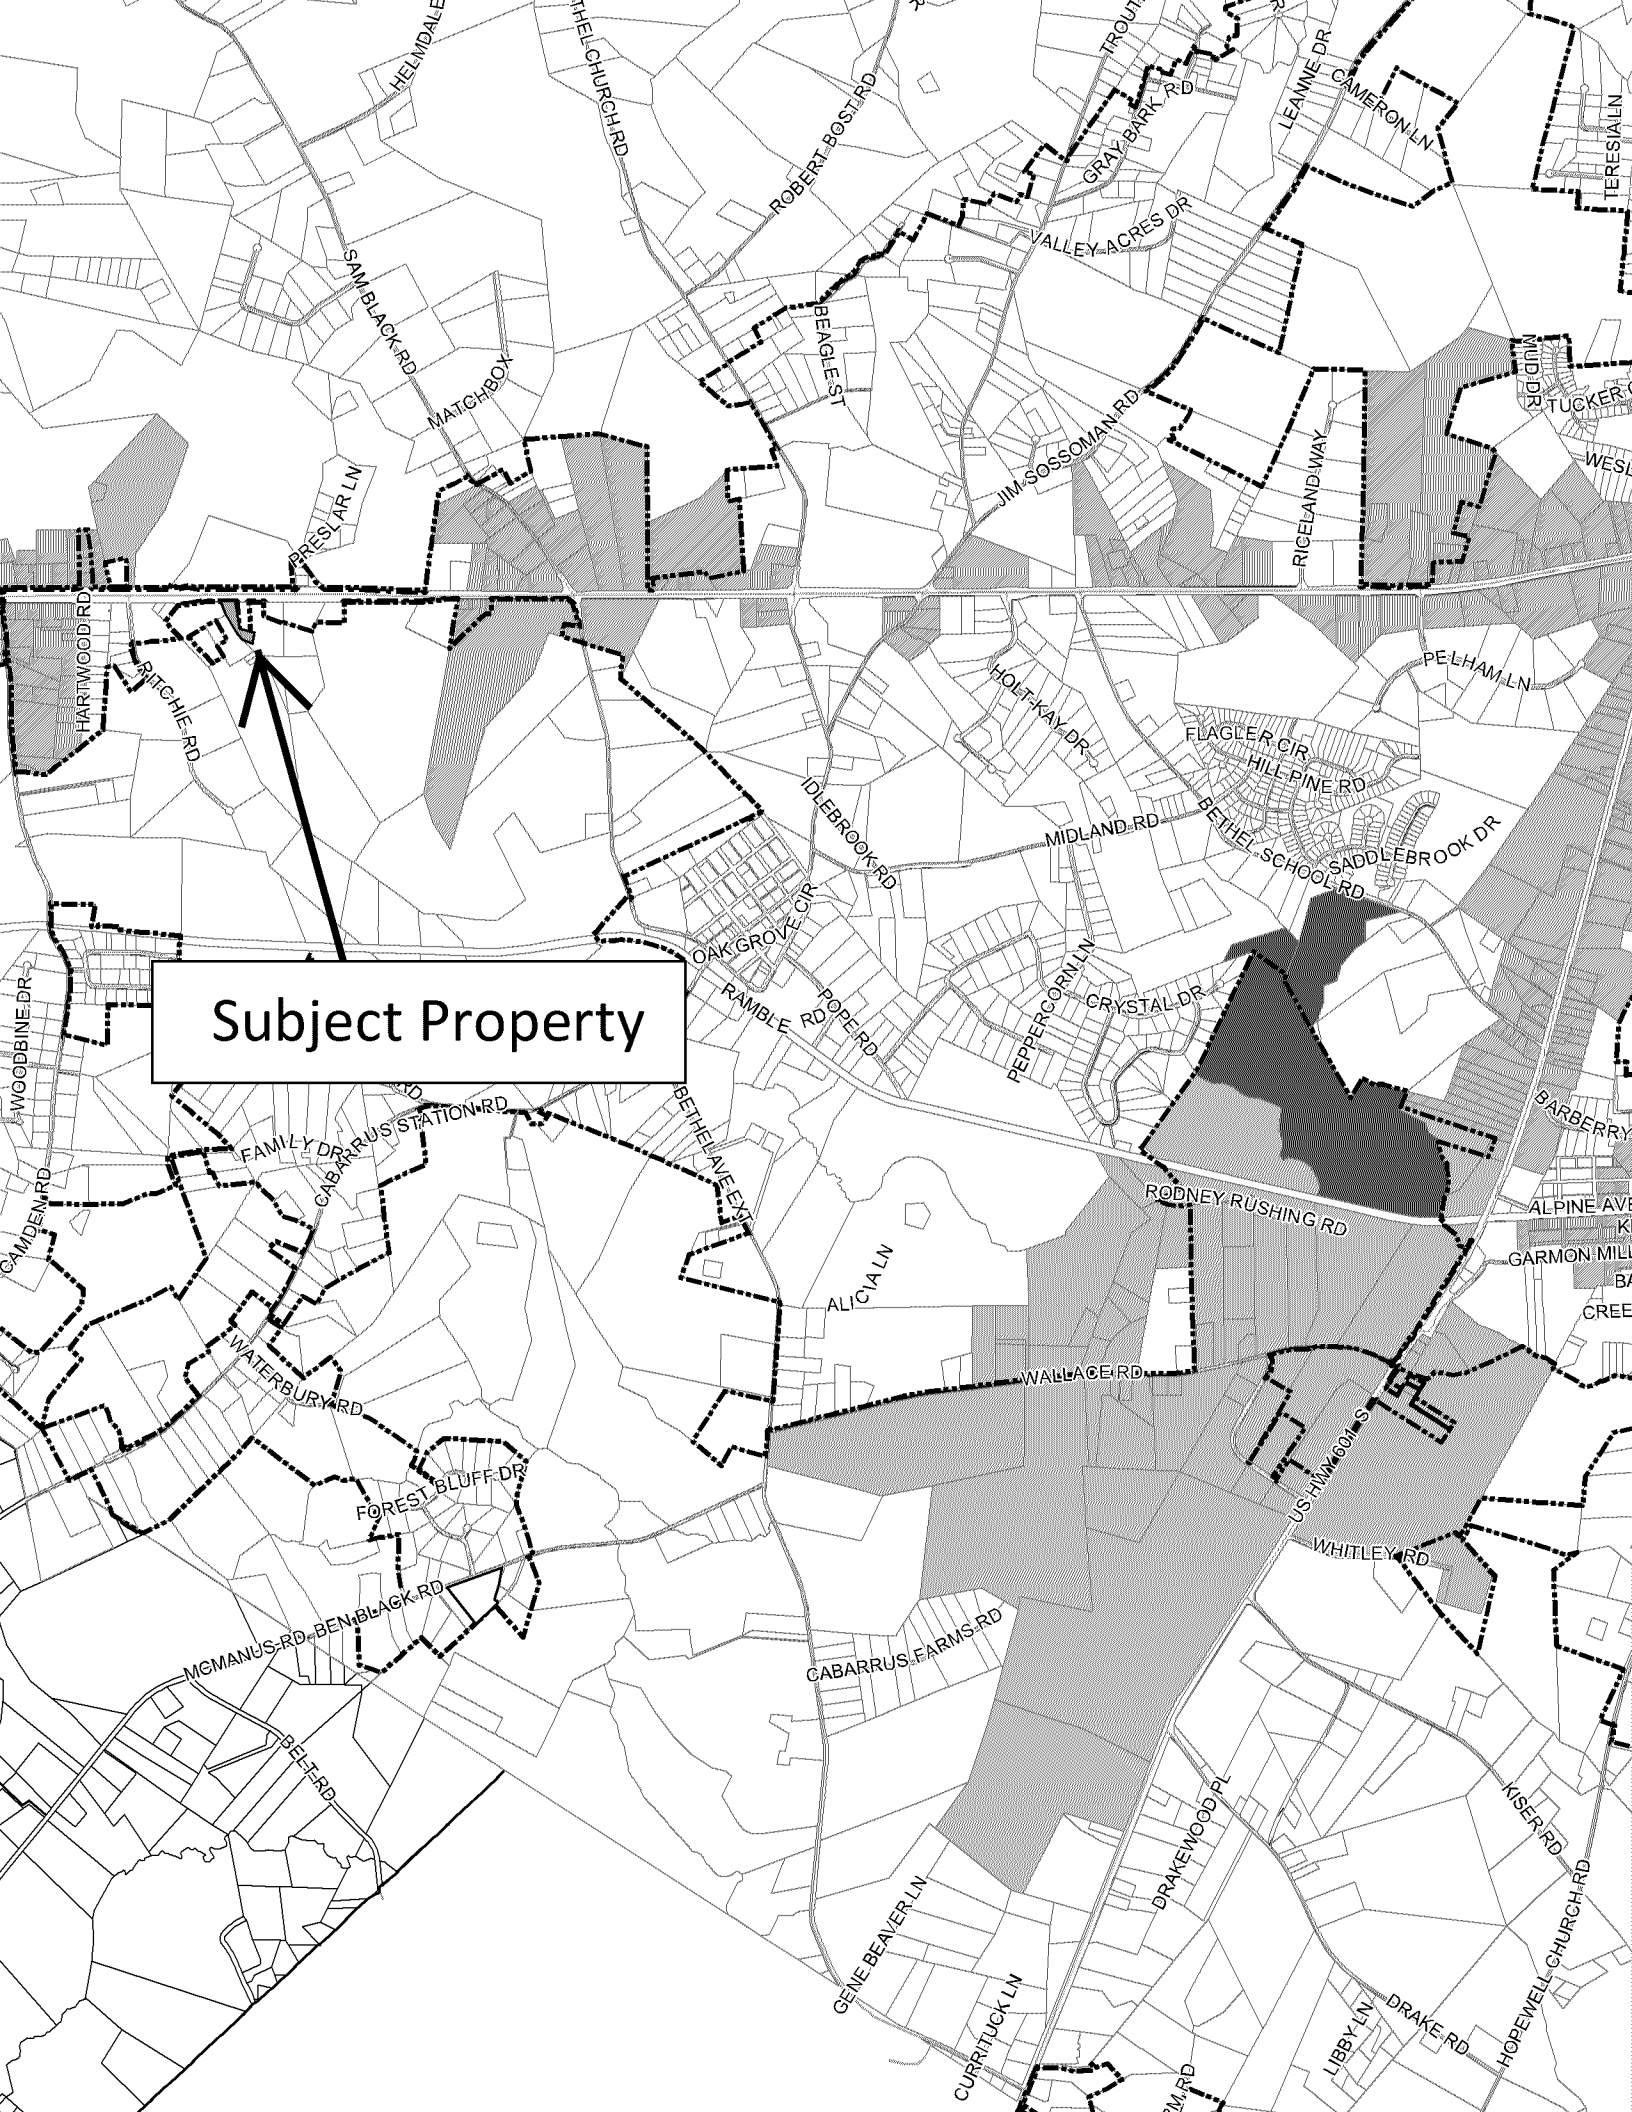 HELMDALE
THEL CHURCH RD
ROBERT BOST RD
TROUT
GRAY BARK RD
LEANNE DR
CAMERON LN
TERESIA LN
VALLEY ACRES DR
SAM BLACK RD
MATCHBOX
BEAGLE ST
MUD DR
TUCKER
WESL
JIM SOSSOMAN RD
RICELAND WAY
PRESLAR LN
HARTWOOD RD
RITCHIE RD
PELHAM LN
HOLT-KAY DR
FLAGLER CIR
HILL PINE RD
IDLEBROOK RD
MIDLAND RD
BETHEL SCHOOL RD
SADDLEBROOK DR
OAK GROVE CIR
Subject Property
RAMBLE RD
POPE RD
PEPPERCORN LN
CRYSTAL DR
WOODBINE DR
RD
BETHEL AVE EXT
BARBERRY
FAMILY DR
CABARRUS STATION RD
CAMDEN RD
RODNEY RUSHING RD
ALPINE AVE
K
GARMON MILL
BA
CREE
ALICIA LN
WATERBURY RD
WALLACE RD
US HWY 601 S
FOREST BLUFF DR
WHITLEY RD
MCMANUS RD
BEN BLACK RD
CABARRUS FARMS RD
BELT RD
DRAKEWOOD PL
KISER RD
GENE BEAVER LN
CURRITUCK LN
LIBBY LN
DRAKE RD
HOPEWELL CHURCH RD
RM RD